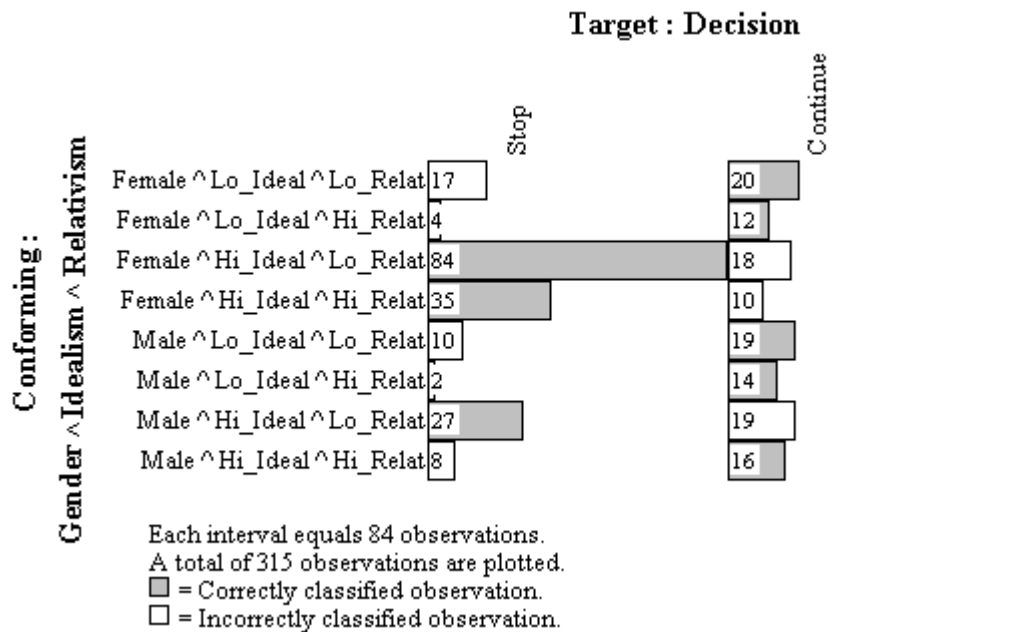 Target : Decision
Stop
Continue
Conforming :
Gender ^ Idealism ^ Relativism
Female ^ Lo_Ideal ^ Lo_Relat 17 20
Female ^ Lo_Ideal ^ Hi_Relat 4 12
Female ^ Hi_Ideal ^ Lo_Relat 84 18
Female ^ Hi_Ideal ^ Hi_Relat 35 10
Male ^ Lo_Ideal ^ Lo_Relat 10 19
Male ^ Lo_Ideal ^ Hi_Relat 2 14
Male ^ Hi_Ideal ^ Lo_Relat 27 19
Male ^ Hi_Ideal ^ Hi_Relat 8 16
Each interval equals 84 observations.
A total of 315 observations are plotted.
= Correctly classified observation.
= Incorrectly classified observation.